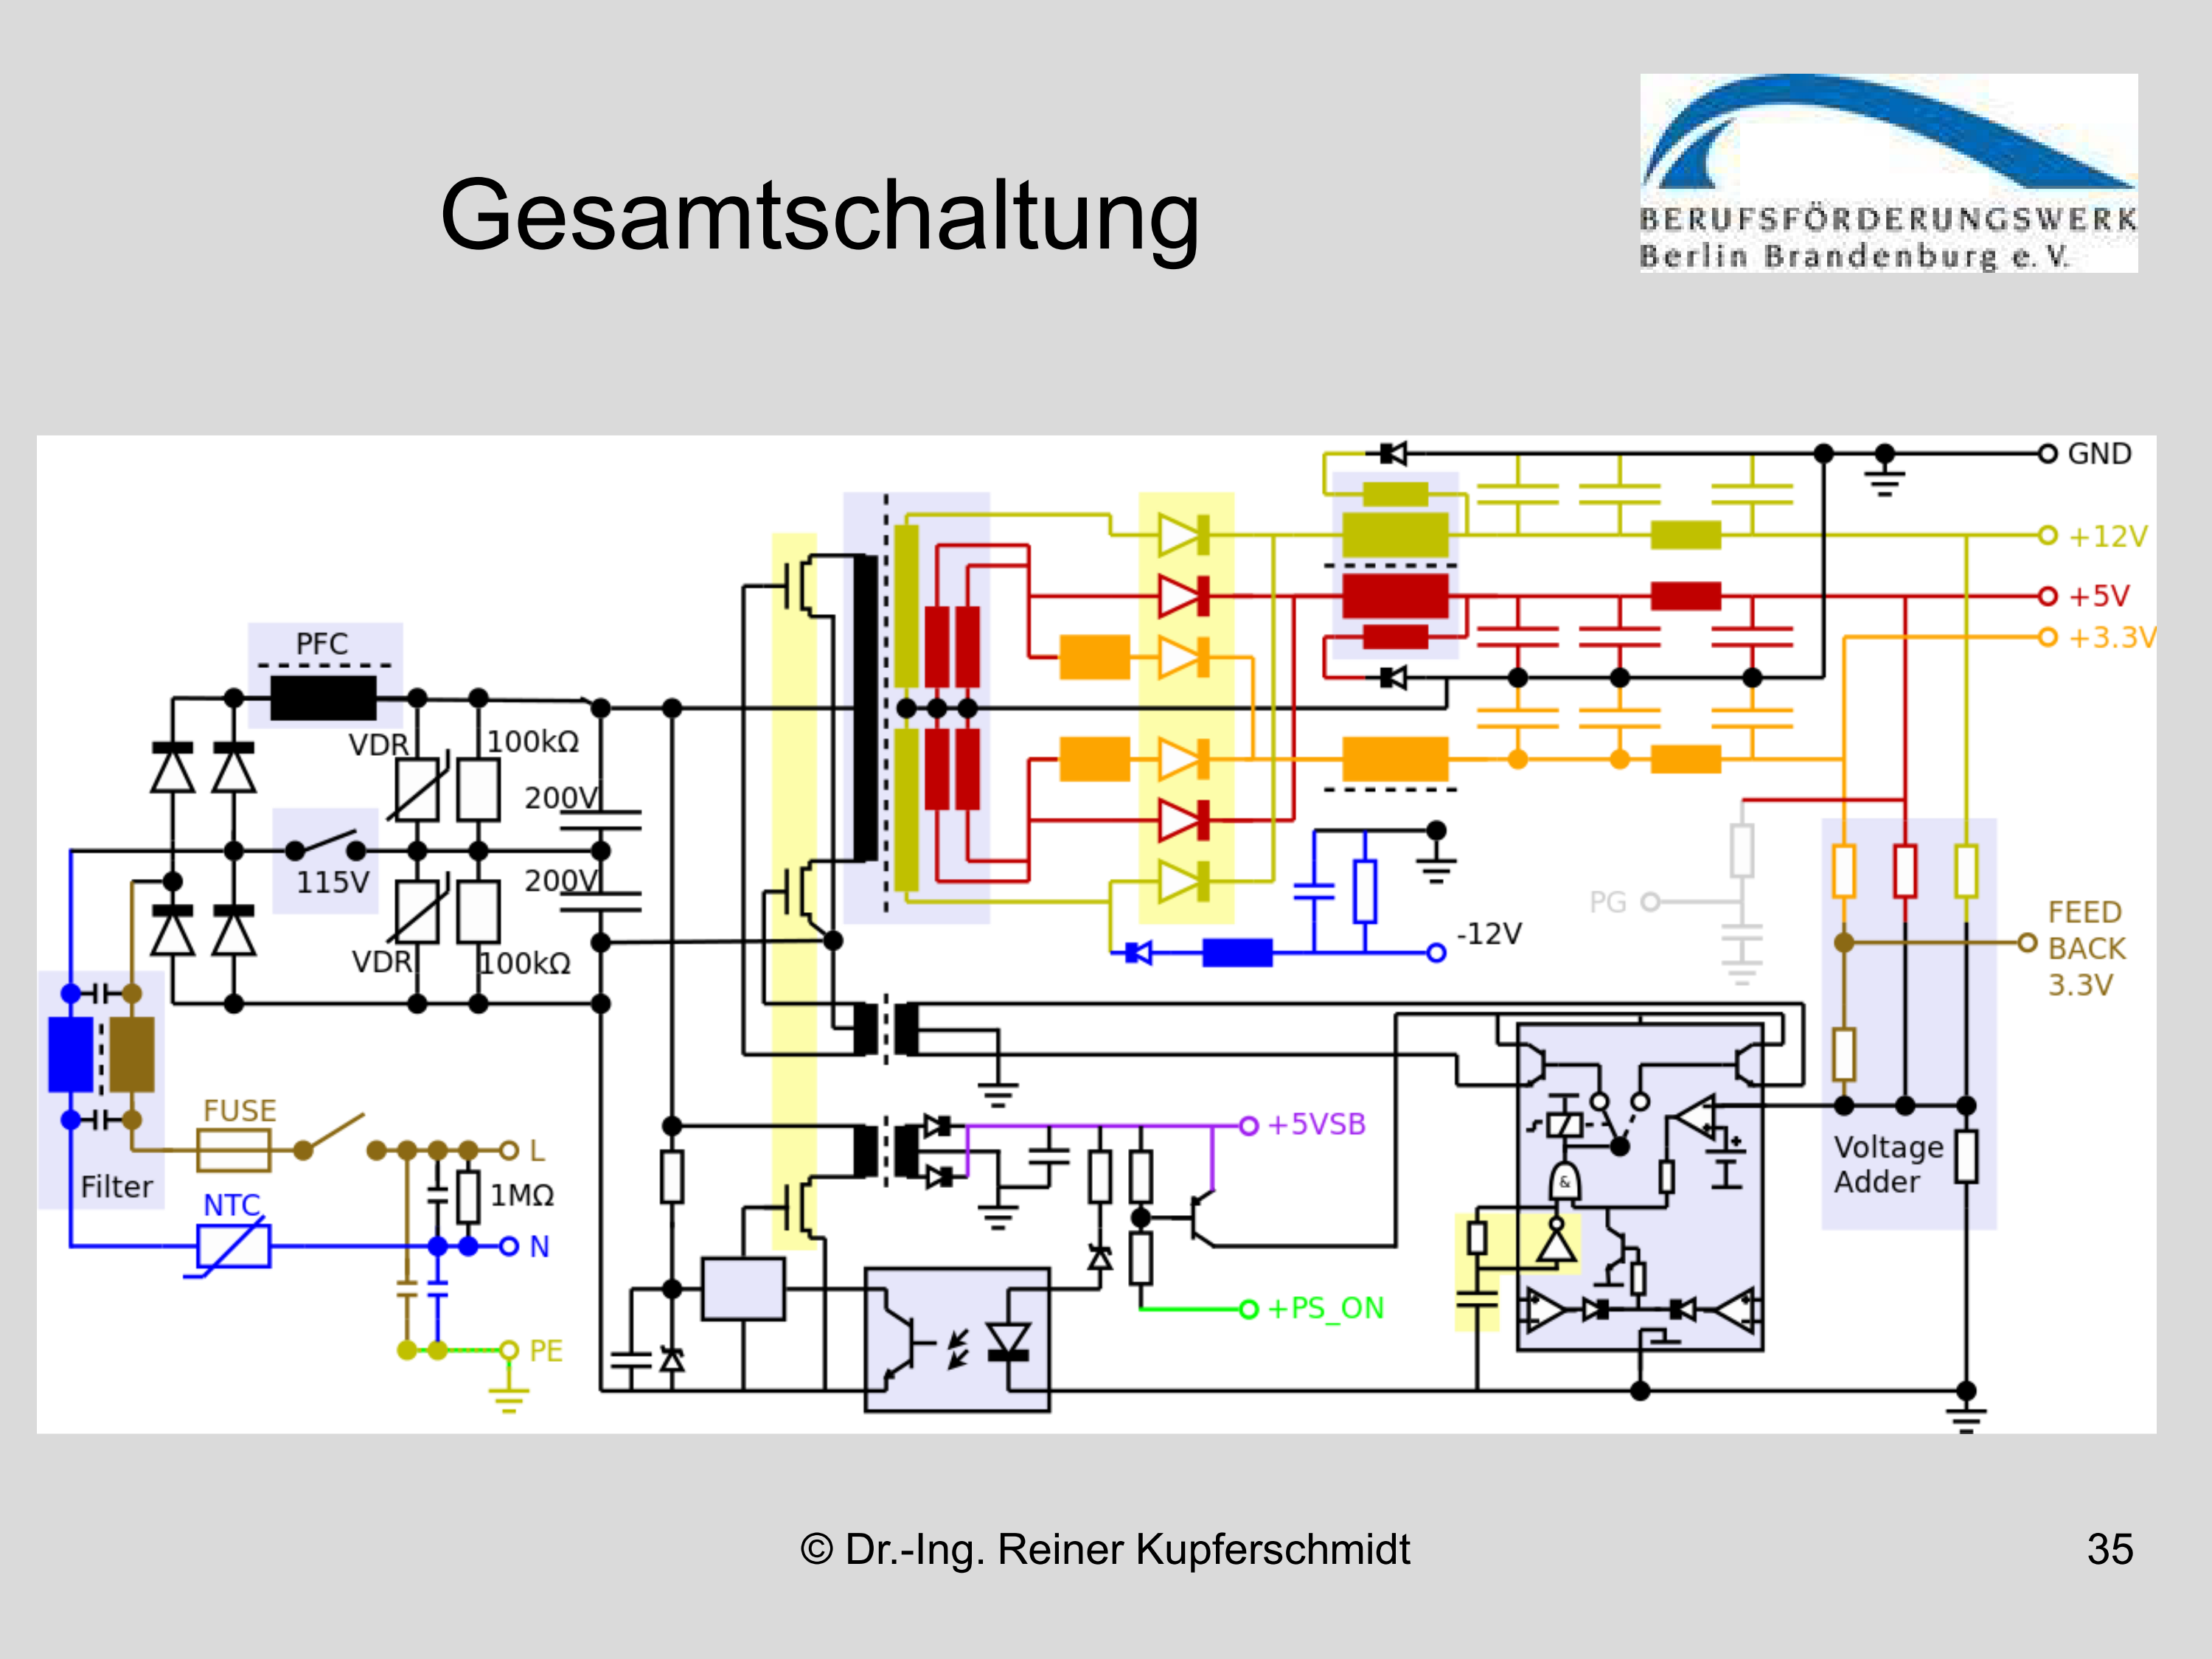 Gesamtschaltung
BERUFSFÖRDERUNGSWERK
Berlin Brandenburg e. V.
GND
+12V
+5V
+3.3V
PFC
VDR
100kΩ
200V
115V
200V
VDR
100kΩ
-12V
PG
FEED
BACK
3.3V
FUSE
L
+5VSB
Voltage
Adder
Filter
NTC
1MΩ
&
N
+PS_ON
PE
© Dr.-Ing. Reiner Kupferschmidt
35